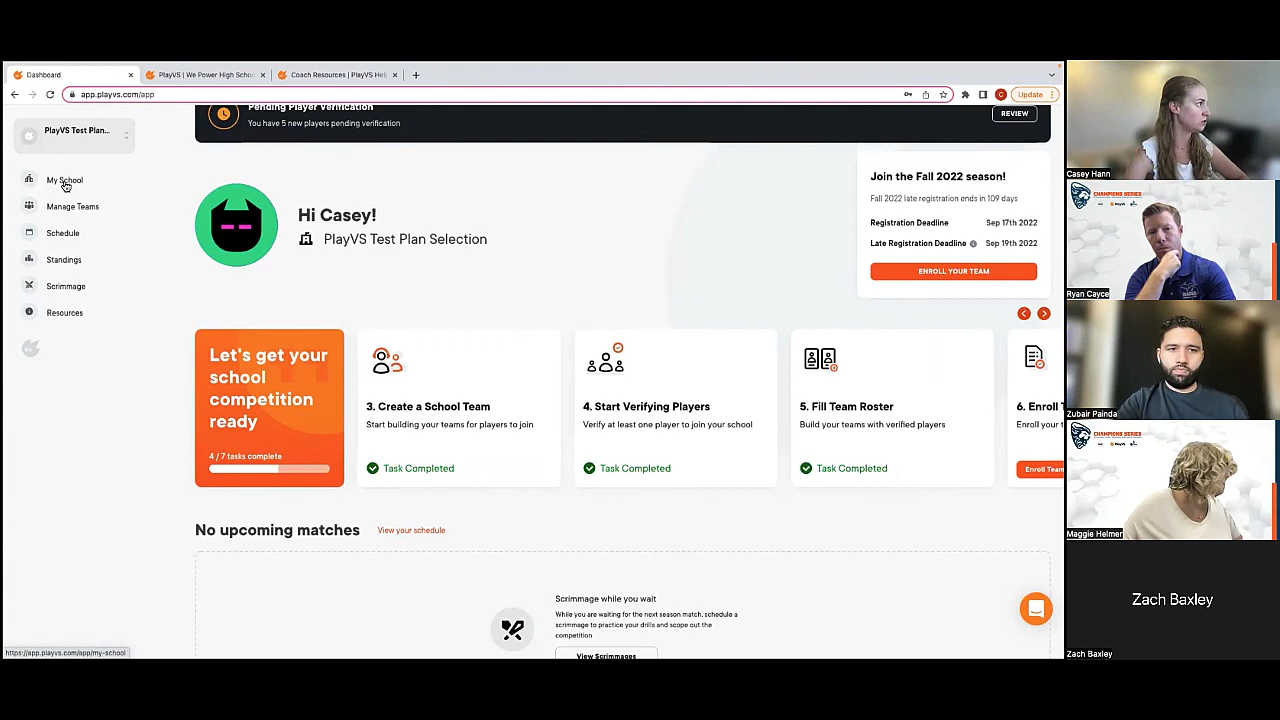 Dashboard
PlayVS | We Power High Schoo
Coach Resources | PlayVS Hel
app.playvs.com/app
Update
PlayVS Test Plan...
My School
Manage Teams
Schedule
Standings
Scrimmage
Resources
Pending Player Verification
You have 5 new players pending verification
REVIEW
Hi Casey!
PlayVS Test Plan Selection
Join the Fall 2022 season!
Fall 2022 late registration ends in 109 days
Registration Deadline Sep 17th 2022
Late Registration Deadline Sep 19th 2022
ENROLL YOUR TEAM
Let's get your
school
competition
ready
4 / 7 tasks complete
3. Create a School Team
Start building your teams for players to join
Task Completed
4. Start Verifying Players
Verify at least one player to join your school
Task Completed
5. Fill Team Roster
Build your teams with verified players
Task Completed
6. Enroll T
Enroll your t
Enroll Team
No upcoming matches View your schedule
Scrimmage while you wait
While you are waiting for the next season match, schedule a
scrimmage to practice your drills and scope out the
competition
View Scrimmages
https://app.playvs.com/app/my-school
Casey Hann
CHAMPIONS SERIES
Ryan Cayce
Zubair Painda
CHAMPIONS SERIES
Maggie Helmer
Zach Baxley
Zach Baxley